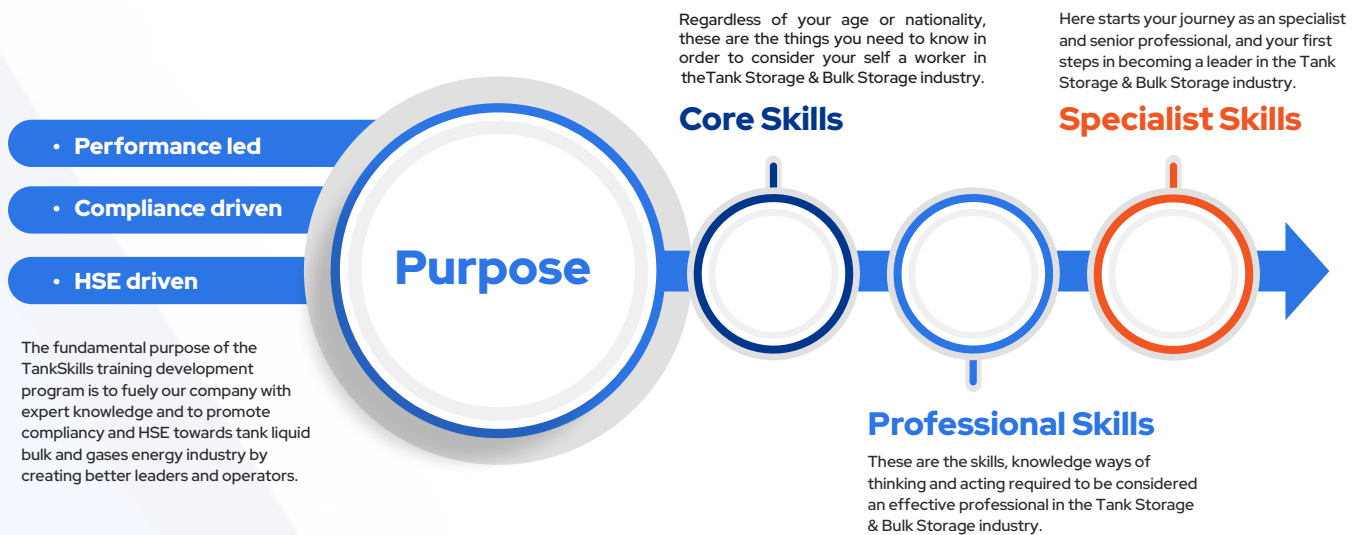 • Performance led
• Compliance driven
• HSE driven
The fundamental purpose of the
TankSkills training development
program is to fuely our company with
expert knowledge and to promote
compliancy and HSE towards tank liquid
bulk and gases energy industry by
creating better leaders and operators.
Purpose
Regardless of your age or nationality,
these are the things you need to know in
order to consider your self a worker in
theTank Storage & Bulk Storage industry.
Core Skills
Professional Skills
These are the skills, knowledge ways of
thinking and acting required to be considered
an effective professional in the Tank Storage
& Bulk Storage industry.
Here starts your journey as an specialist
and senior professional, and your first
steps in becoming a leader in the Tank
Storage & Bulk Storage industry.
Specialist Skills